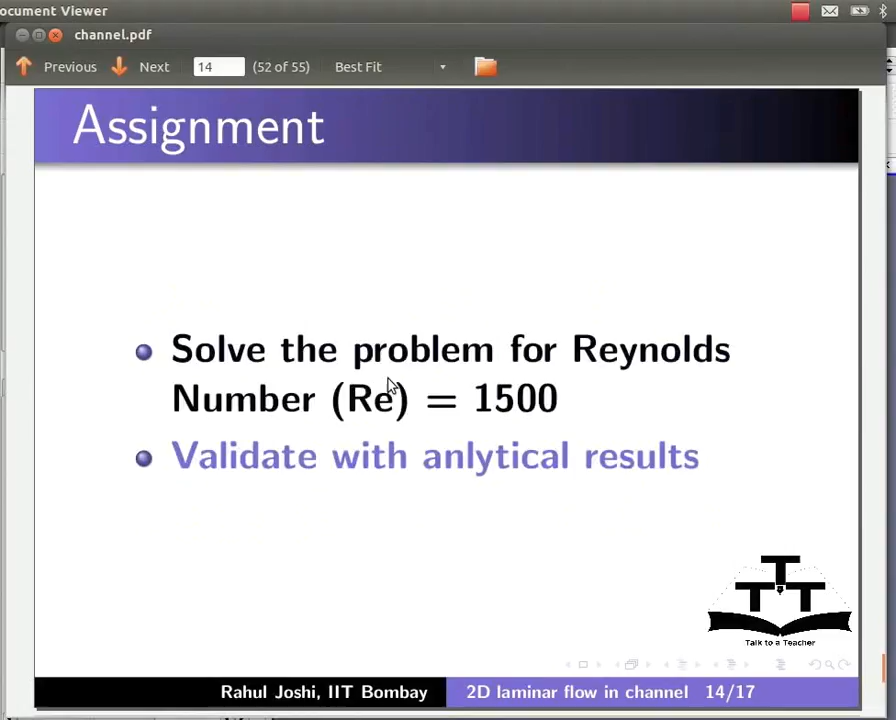 ocument Viewer
channel.pdf
Previous Next 14 (52 of 55) Best Fit
Assignment
Solve the problem for Reynolds
Number (Re) = 1500
Validate with anlytical results
T
T T
Talk to a Teacher
Rahul Joshi, IIT Bombay 2D laminar flow in channel 14/17